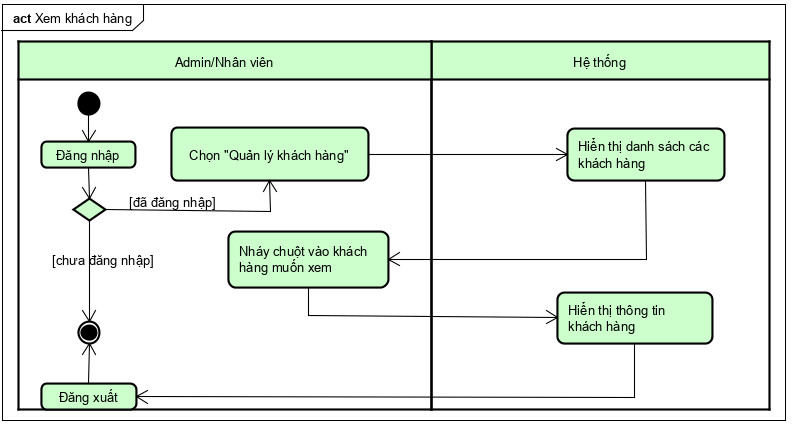 act Xem khách hàng
Admin/Nhân viên
Hệ thống
Đăng nhập
Chọn "Quản lý khách hàng"
Hiển thị danh sách các
khách hàng
[đã đăng nhập]
[chưa đăng nhập]
Nháy chuột vào khách
hàng muốn xem
Hiển thị thông tin
khách hàng
Đăng xuất